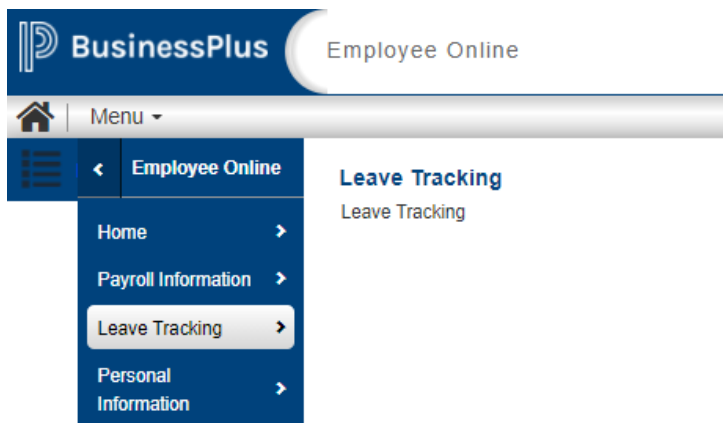 BusinessPlus
Employee Online
Menu
Employee Online
Home
Payroll Information
Leave Tracking
Personal
Information
Leave Tracking
Leave Tracking